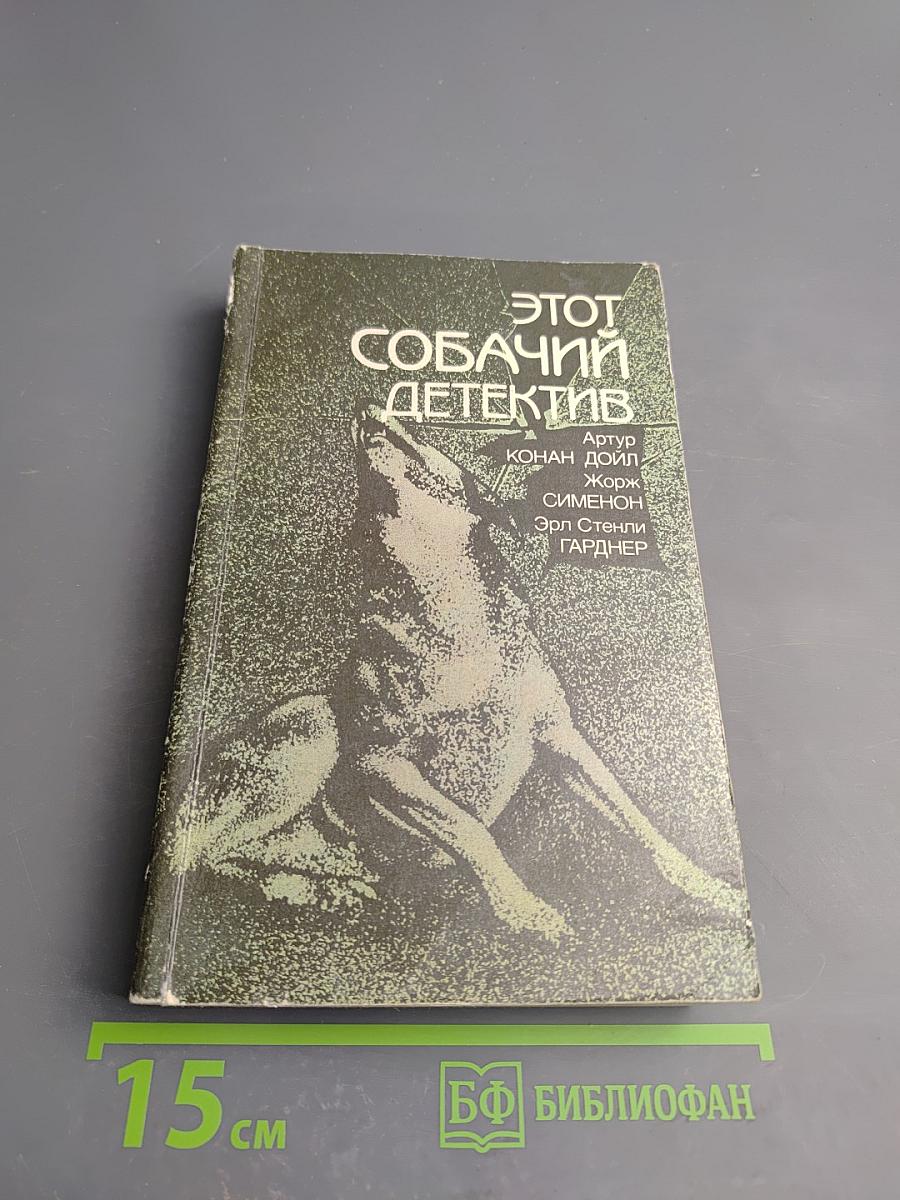 ЭТОТ
СОБАЧИЙ
ДЕТЕКТИВ
Артур
КОНАН ДОЙЛ
Жорж
СИМЕНОН
Эрл Стенли
ГАРДНЕР
15 см
БФ БИБЛИОФАН